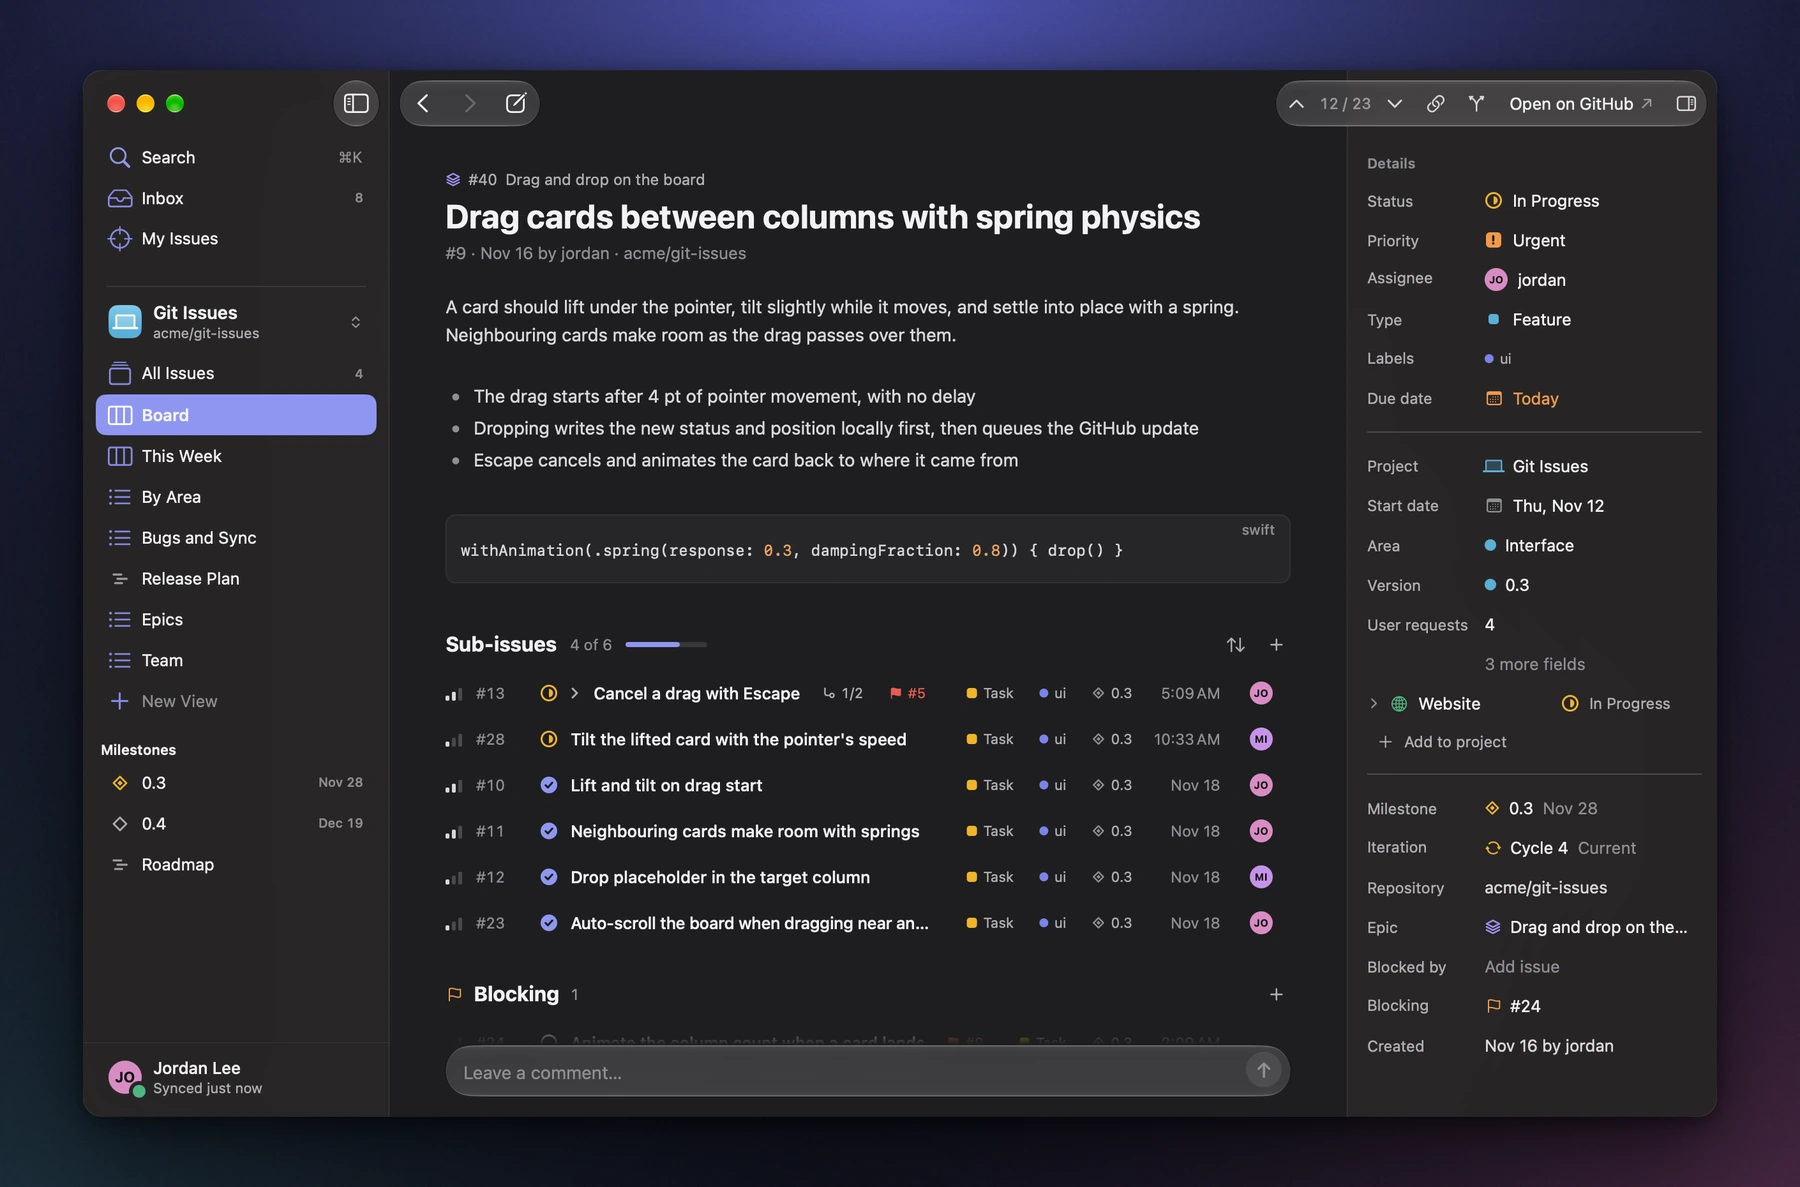 Search ⌘K
Inbox 8
My Issues
Git Issues
acme/git-issues
All Issues 4
Board
This Week
By Area
Bugs and Sync
Release Plan
Epics
Team
New View
Milestones
0.3 Nov 28
0.4 Dec 19
Roadmap
JO
Jordan Lee
Synced just now
12 / 23 Open on GitHub ↗
#40 Drag and drop on the board
Drag cards between columns with spring physics
#9 · Nov 16 by jordan · acme/git-issues
A card should lift under the pointer, tilt slightly while it moves, and settle into place with a spring.
Neighbouring cards make room as the drag passes over them.
• The drag starts after 4 pt of pointer movement, with no delay
• Dropping writes the new status and position locally first, then queues the GitHub update
• Escape cancels and animates the card back to where it came from
swift
withAnimation(.spring(response: 0.3, dampingFraction: 0.8)) { drop() }
Sub-issues 4 of 6
#13 Cancel a drag with Escape 1/2 #5 Task ui 0.3 5:09 AM JO
#28 Tilt the lifted card with the pointer's speed Task ui 0.3 10:33 AM MI
#10 Lift and tilt on drag start Task ui 0.3 Nov 18 JO
#11 Neighbouring cards make room with springs Task ui 0.3 Nov 18 JO
#12 Drop placeholder in the target column Task ui 0.3 Nov 18 MI
#23 Auto-scroll the board when dragging near an... Task ui 0.3 Nov 18 JO
Blocking 1
#24 Animate the column count when a card lands #9 Task 0.3
Leave a comment...
Details
Status In Progress
Priority Urgent
Assignee JO jordan
Type Feature
Labels ui
Due date Today
Project Git Issues
Start date Thu, Nov 12
Area Interface
Version 0.3
User requests 4
3 more fields
Website In Progress
Add to project
Milestone 0.3 Nov 28
Iteration Cycle 4 Current
Repository acme/git-issues
Epic Drag and drop on the...
Blocked by Add issue
Blocking #24
Created Nov 16 by jordan